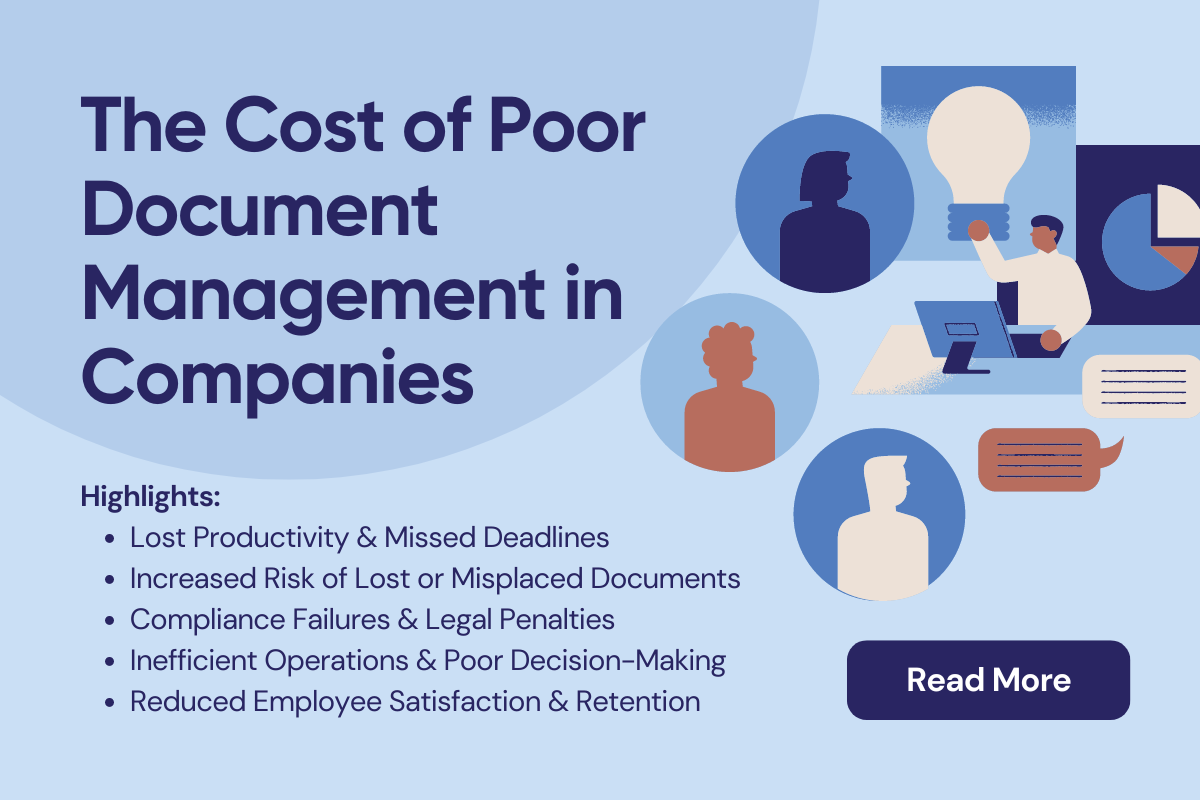 The Cost of Poor
Document
Management in
Companies
Highlights:
• Lost Productivity & Missed Deadlines
• Increased Risk of Lost or Misplaced Documents
• Compliance Failures & Legal Penalties
• Inefficient Operations & Poor Decision-Making
• Reduced Employee Satisfaction & Retention
Read More